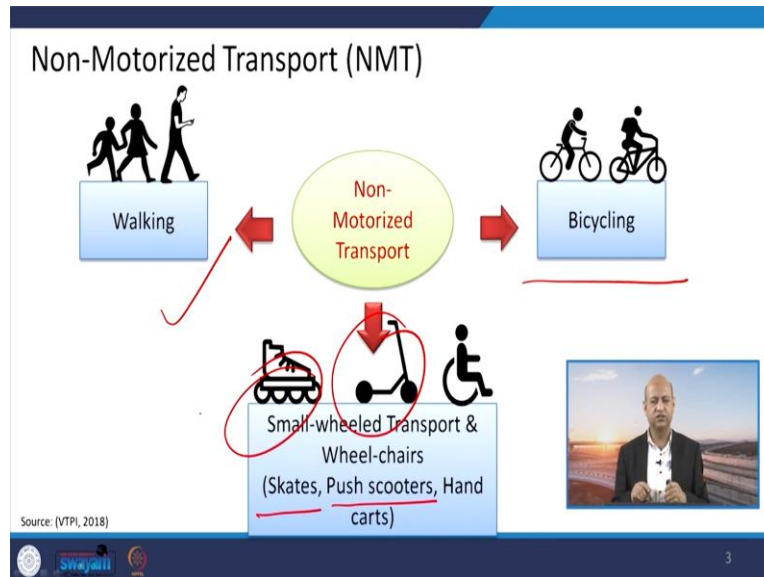 Non-Motorized Transport (NMT)
Walking
Non-
Motorized
Transport
Bicycling
Small-wheeled Transport &
Wheel-chairs
(Skates, Push scooters, Hand
carts)
Source: (VTPI, 2018)
swayam
3